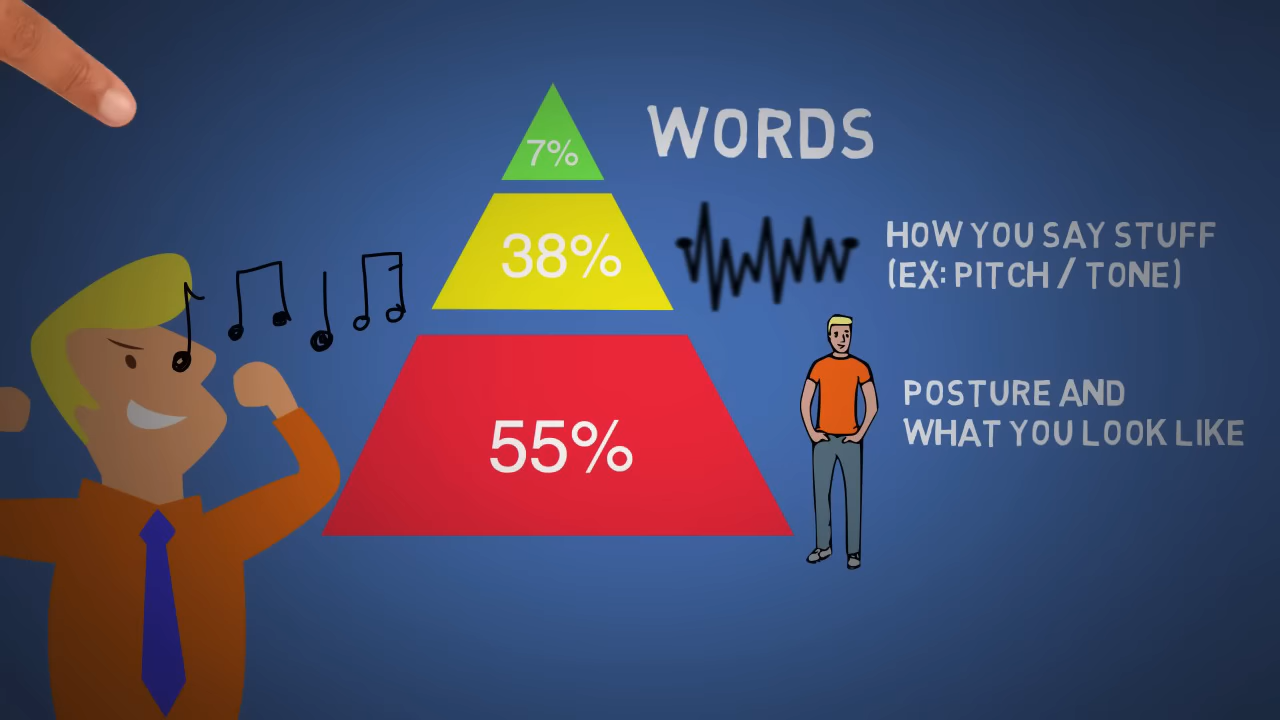 7%
WORDS
38%
HOW YOU SAY STUFF
(EX: PITCH / TONE)
55%
POSTURE AND
WHAT YOU LOOK LIKE